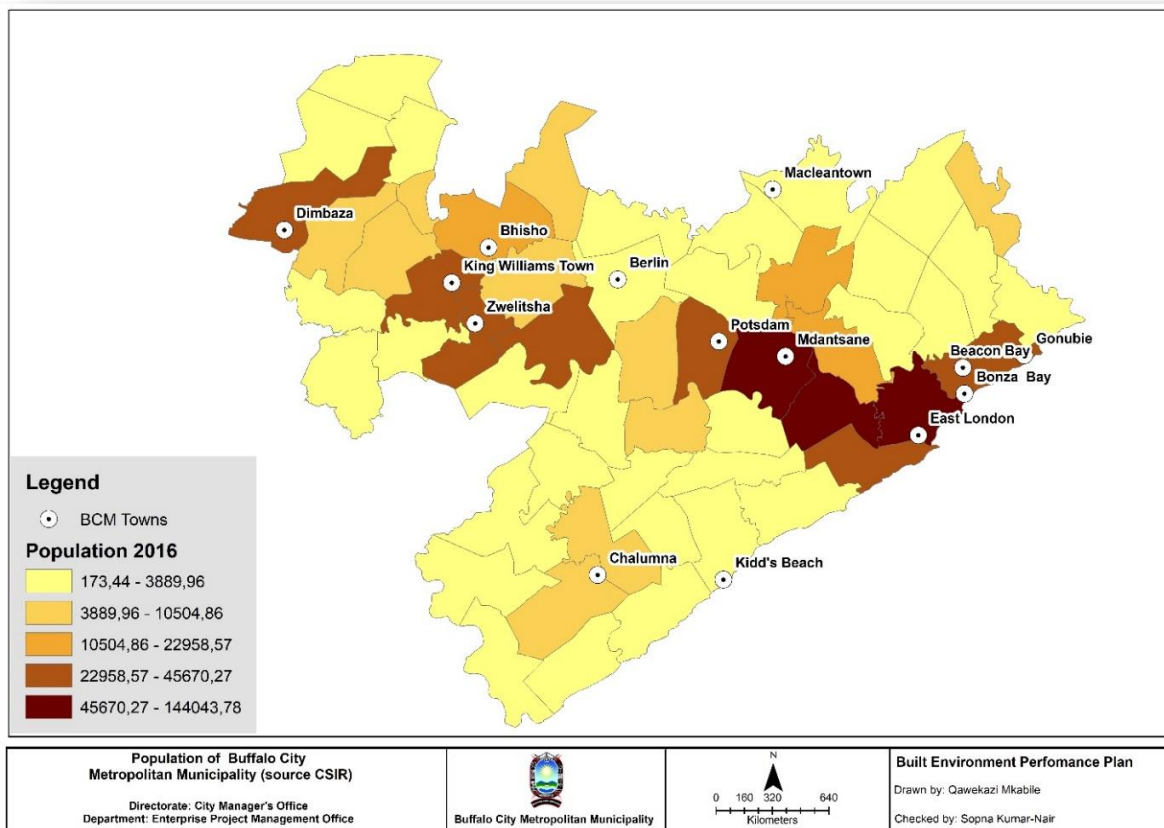 Macleantown
Dimbaza
Bhisho
King Williams Town
Berlin
Zwelitsha
Potsdam
Mdantsane
Gonubie
Beacon Bay
Bonza Bay
East London
Chalumna
Kidd's Beach
Legend
BCM Towns
Population 2016
173,44 - 3889,96
3889,96 - 10504,86
10504,86 - 22958,57
22958,57 - 45670,27
45670,27 - 144043,78
Population of Buffalo City
Metropolitan Municipality (source CSIR)
Directorate: City Manager's Office
Department: Enterprise Project Management Office
Buffalo City Metropolitan Municipality
N
0 160 320 640
Kilometers
Built Environment Perfomance Plan
Drawn by: Qawekazi Mkabile
Checked by: Sopna Kumar-Nair